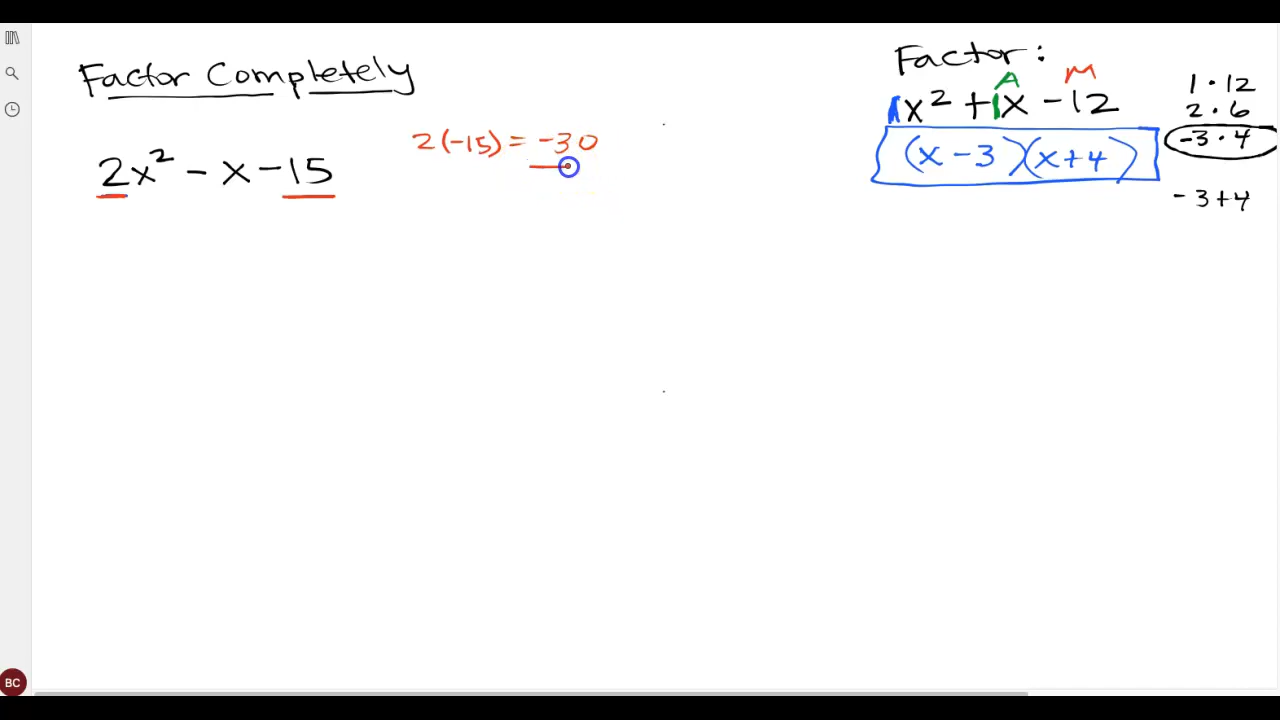 Factor Completely
2x² - x - 15
2(-15) = -30
Factor:
A M
1x² + 1x - 12
(x - 3)(x + 4)
1 · 12
2 · 6
-3 · 4
-3+4
BC